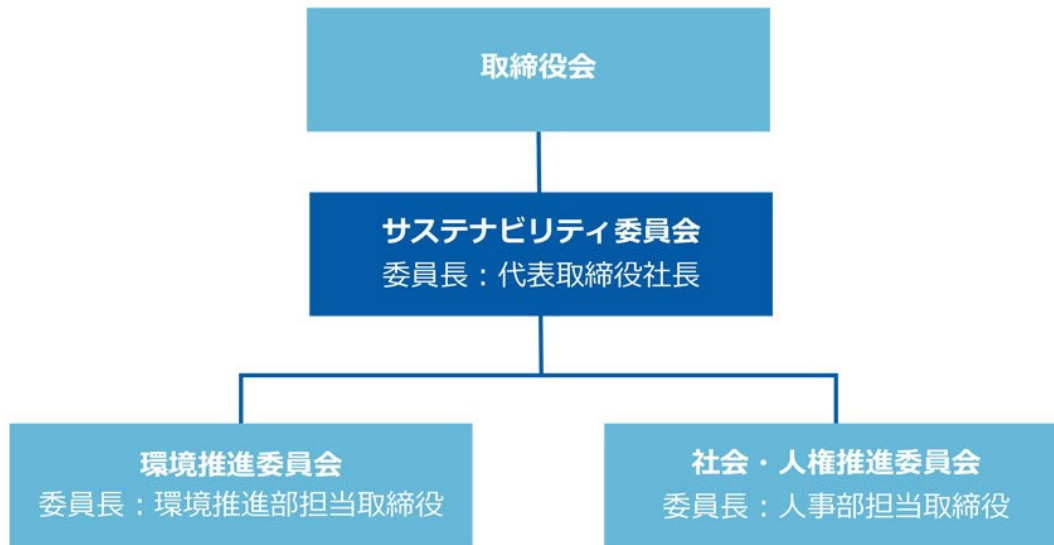 取締役会
サステナビリティ委員会
委員長：代表取締役社長
環境推進委員会
委員長：環境推進部担当取締役
社会・人権推進委員会
委員長：人事部担当取締役